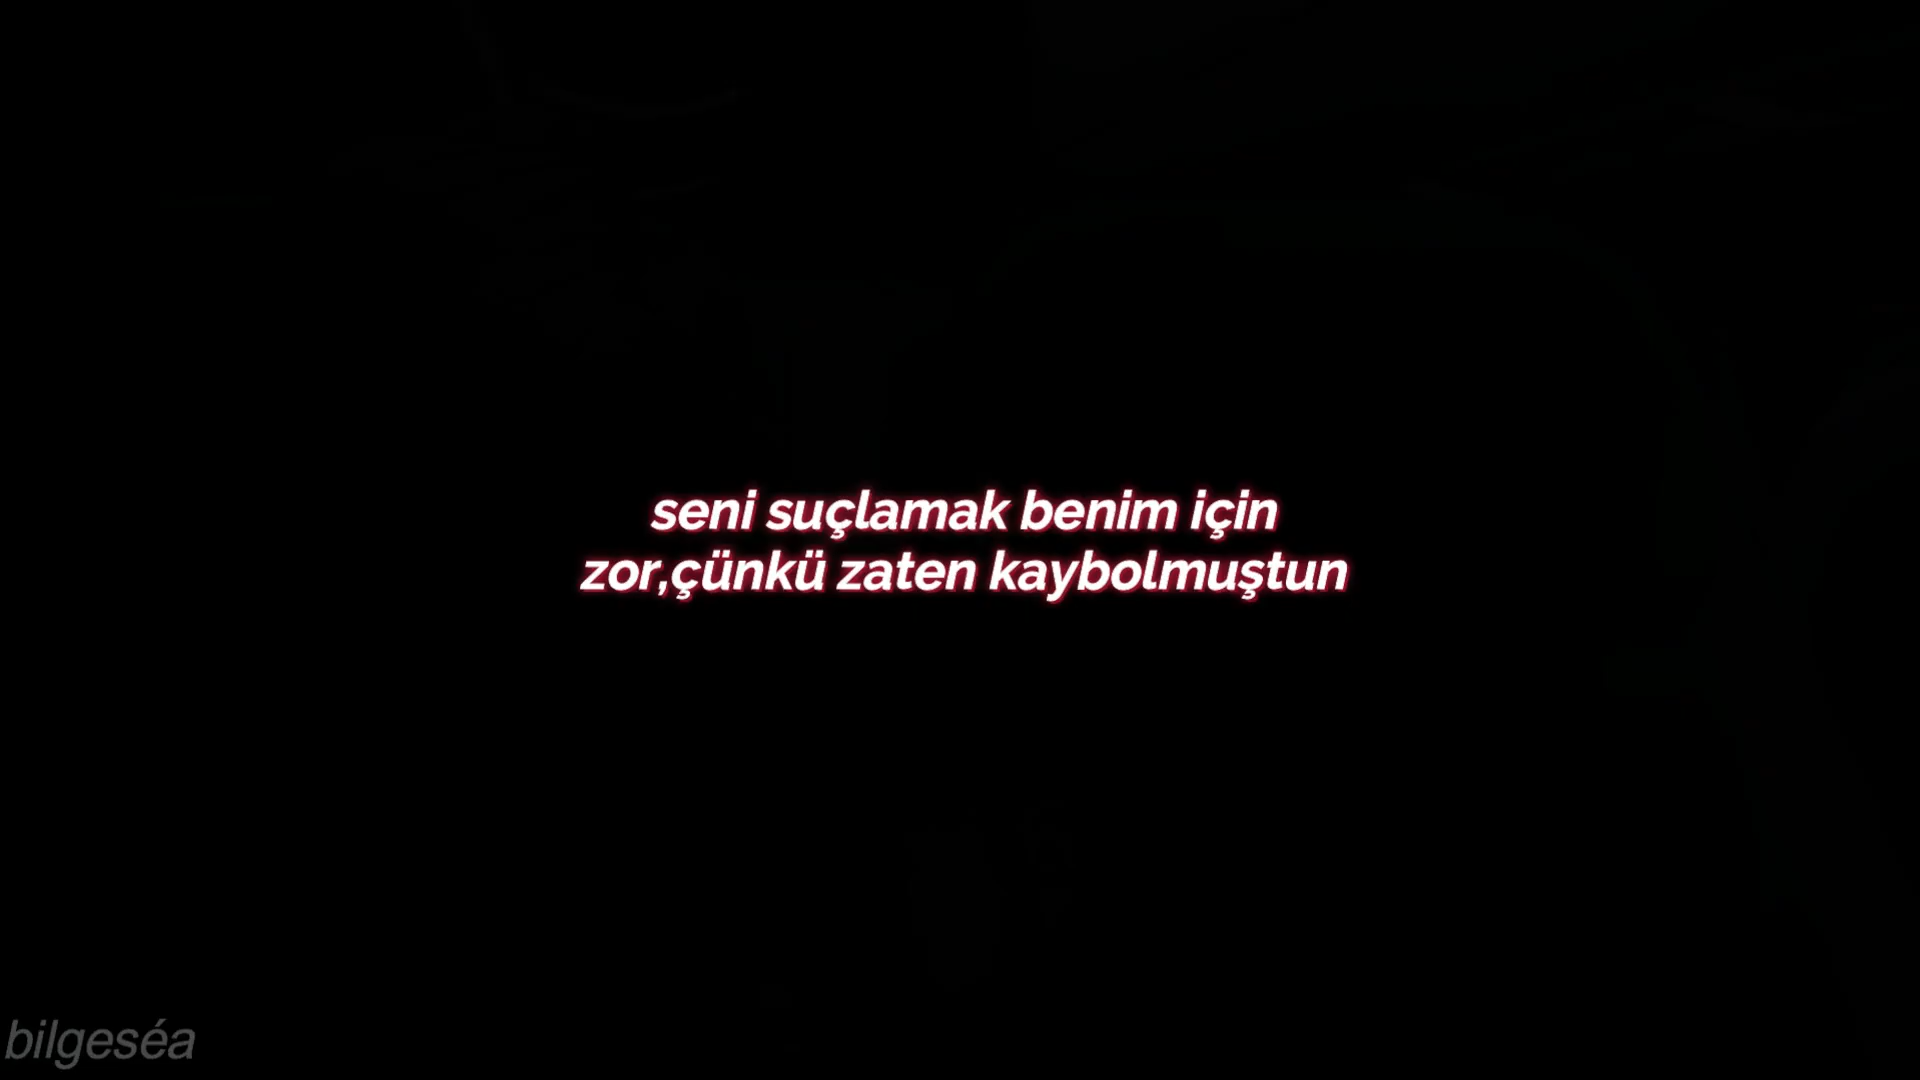 seni suçlamak benim için
zor,çünkü zaten kaybolmuştun
bilgeséa